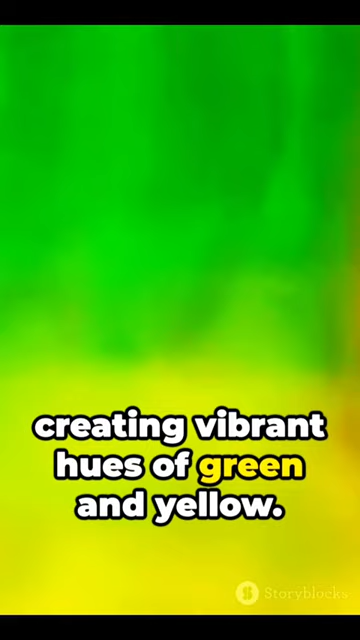 creating vibrant
hues of green
and yellow.
Storyblocks